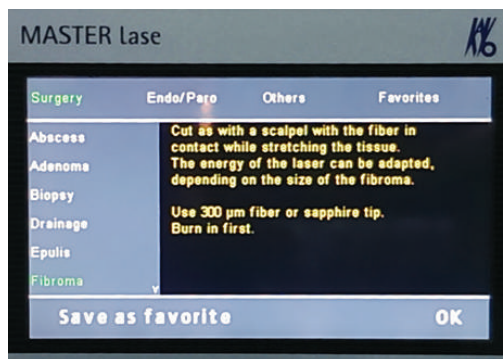 MASTER Lase
KAVO
Surgery Endo/Paro Others Favorites
Abscess
Adenoma
Biopsy
Drainage
Epulis
Fibroma
Cut as with a scalpel with the fiber in
contact while stretching the tissue.
The energy of the laser can be adapted,
depending on the size of the fibroma.
Use 300 µm fiber or sapphire tip.
Burn in first.
Save as favorite OK